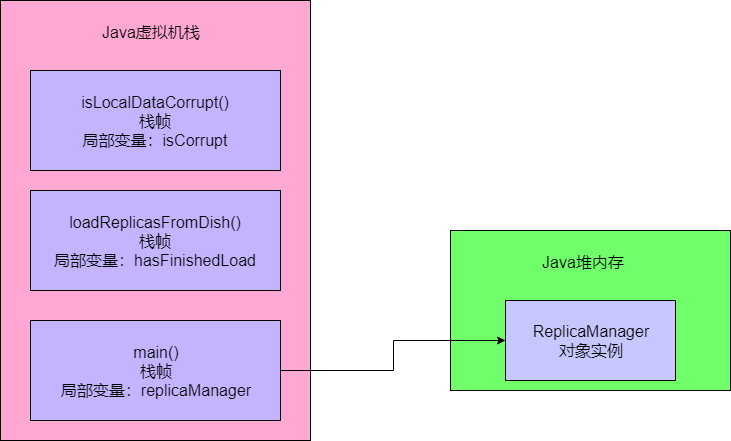 Java虚拟机栈
isLocalDataCorrupt()
栈帧
局部变量：isCorrupt
loadReplicasFromDish()
栈帧
局部变量：hasFinishedLoad
main()
栈帧
局部变量：replicaManager
Java堆内存
ReplicaManager
对象实例